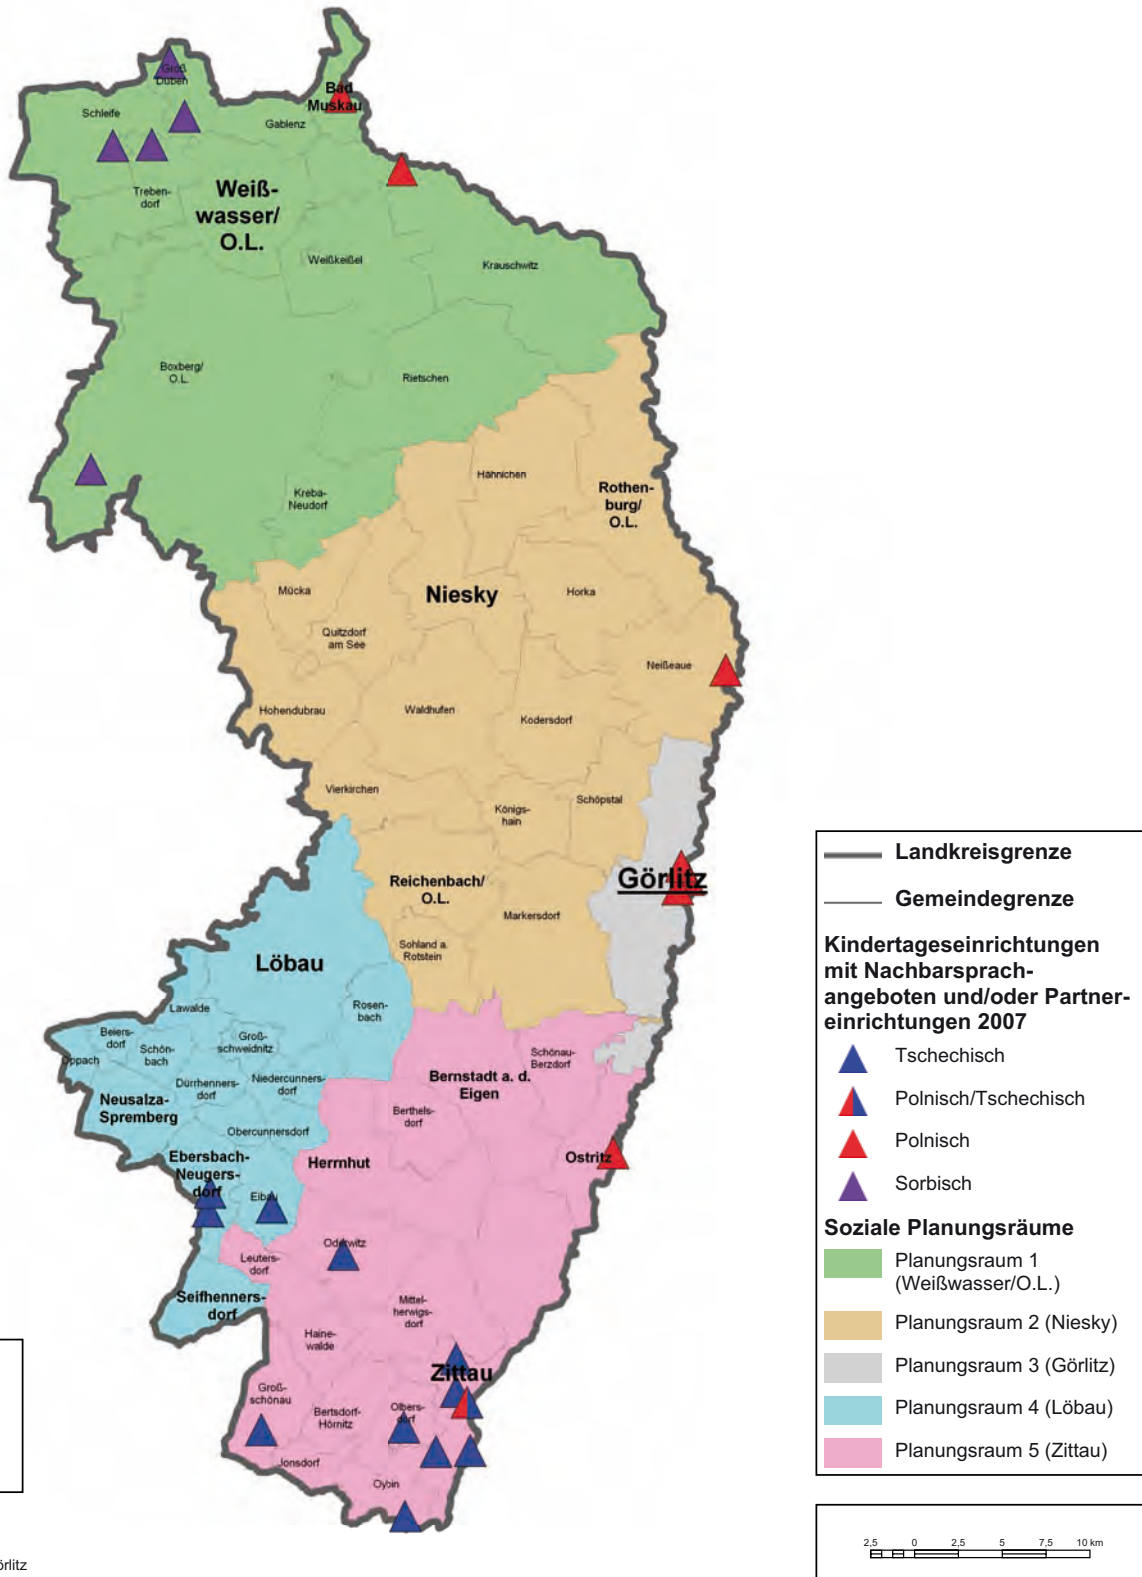 Groß
Düben
Bad
Muskau
Schleife
Gablenz
Treben-
dorf
Weiß-
wasser/
O.L.
Weißkeißel
Krauschwitz
Boxberg/
O.L.
Rietschen
Hähnichen
Kreba-
Neudorf
Rothen-
burg/
O.L.
Mücka
Niesky
Horka
Quitzdorf
am See
Neißeaue
Hohendubrau
Waldhufen
Kodersdorf
Vierkirchen
Königs-
hain
Schöpstal
Reichenbach/
O.L.
Görlitz
Markersdorf
Sohland a.
Rotstein
Löbau
Rosen-
bach
Lawalde
Beiers-
dorf
Oppach
Schön-
bach
Groß-
schweidnitz
Dürrhenners-
dorf
Niedercunners-
dorf
Neusalza-
Spremberg
Obercunnersdorf
Schönau-
Berzdorf
Bernstadt a. d.
Eigen
Berthels-
dorf
Ebersbach-
Neugers-
dorf
Herrnhut
Ostritz
Eibau
Oderwitz
Leuters-
dorf
Seifhenners-
dorf
Mittel-
herwigs-
dorf
Haine-
walde
Zittau
Groß-
schönau
Bertsdorf-
Hörnitz
Olbers-
dorf
Jonsdorf
Oybin
Landkreisgrenze
Gemeindegrenze
Kindertageseinrichtungen
mit Nachbarsprach-
angeboten und/oder Partner-
einrichtungen 2007
Tschechisch
Polnisch/Tschechisch
Polnisch
Sorbisch
Soziale Planungsräume
Planungsraum 1
(Weißwasser/O.L.)
Planungsraum 2 (Niesky)
Planungsraum 3 (Görlitz)
Planungsraum 4 (Löbau)
Planungsraum 5 (Zittau)
2,5 0 2,5 5 7,5 10 km
örlitz